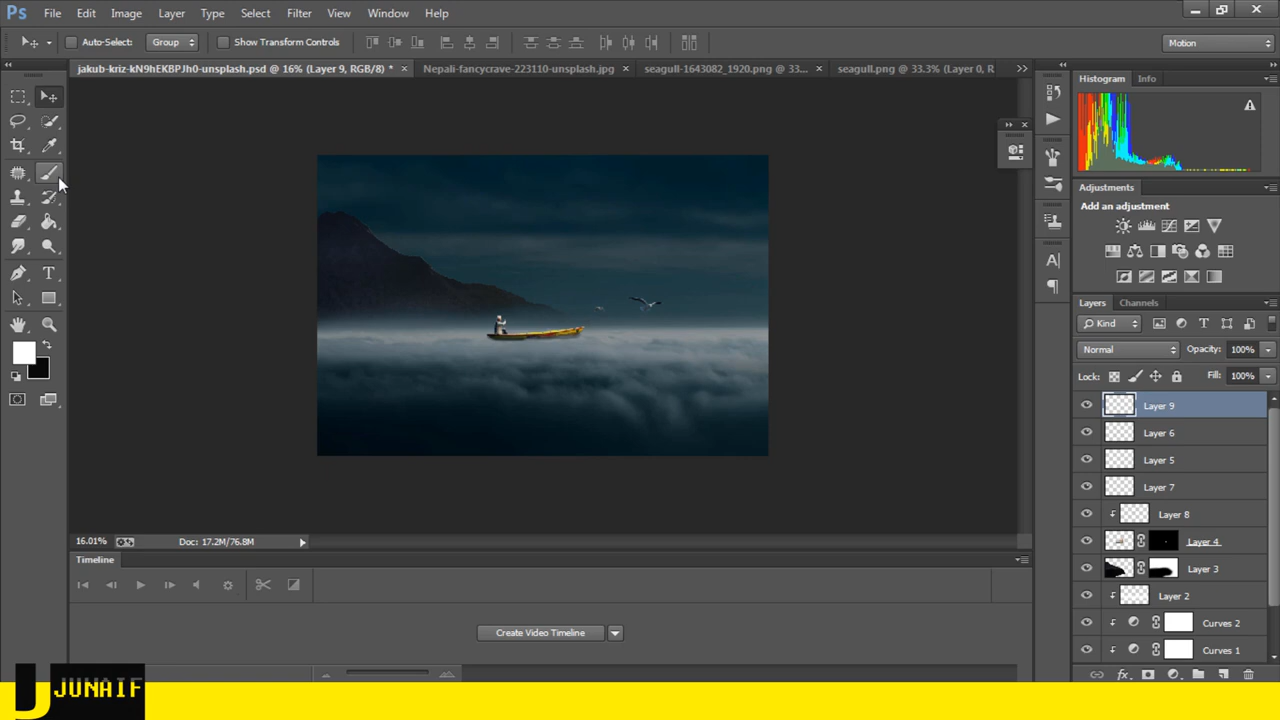 Ps File Edit Image Layer Type Select Filter 3D View Window Help
Auto-Select: Group Show Transform Controls Motion
jakub-kriz-kN9hEKBPJh0-unsplash.psd @ 16% (Layer 9, RGB/8) * × Nepali-fancycrave-223110-unsplash.jpg × seagull-1643082_1920.png @ 33... × seagull.png @ 33.3% (Layer 0, R
Histogram Info
Adjustments
Add an adjustment
Layers Channels
Kind
Normal Opacity: 100%
Lock: Fill: 100%
Layer 9
Layer 6
Layer 5
Layer 7
Layer 8
Layer 4
Layer 3
Layer 2
Curves 2
Curves 1
16.01% Doc: 17.2M/76.8M
Timeline
Create Video Timeline
J JUNAIF